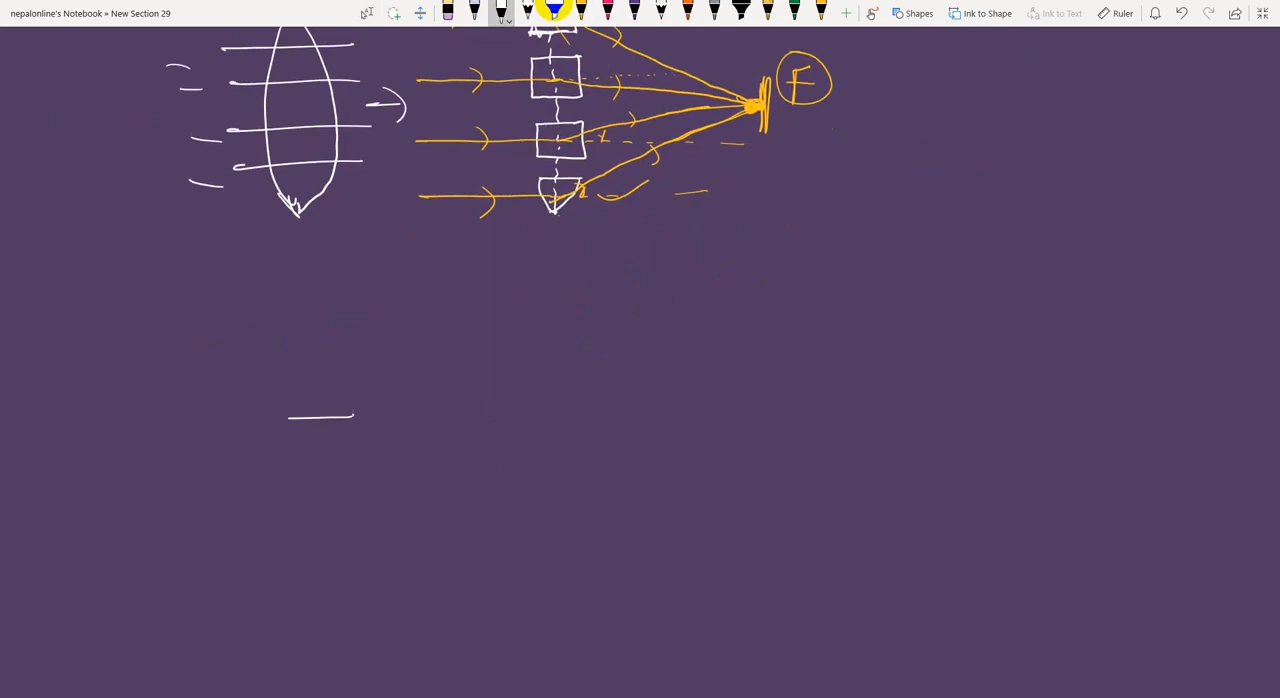 nepalonline's Notebook » New Section 29
Shapes
Ink to Shape
Ink to Text
Ruler
F